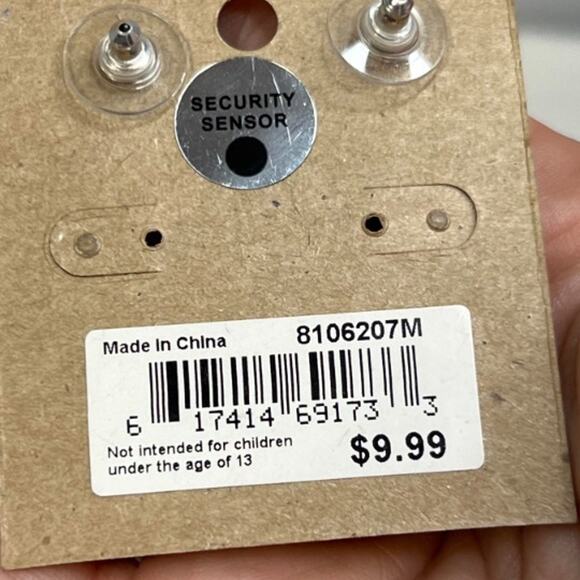 SECURITY
SENSOR
Made In China 8106207M
6 17414 69173 3
Not intended for children
under the age of 13
$9.99